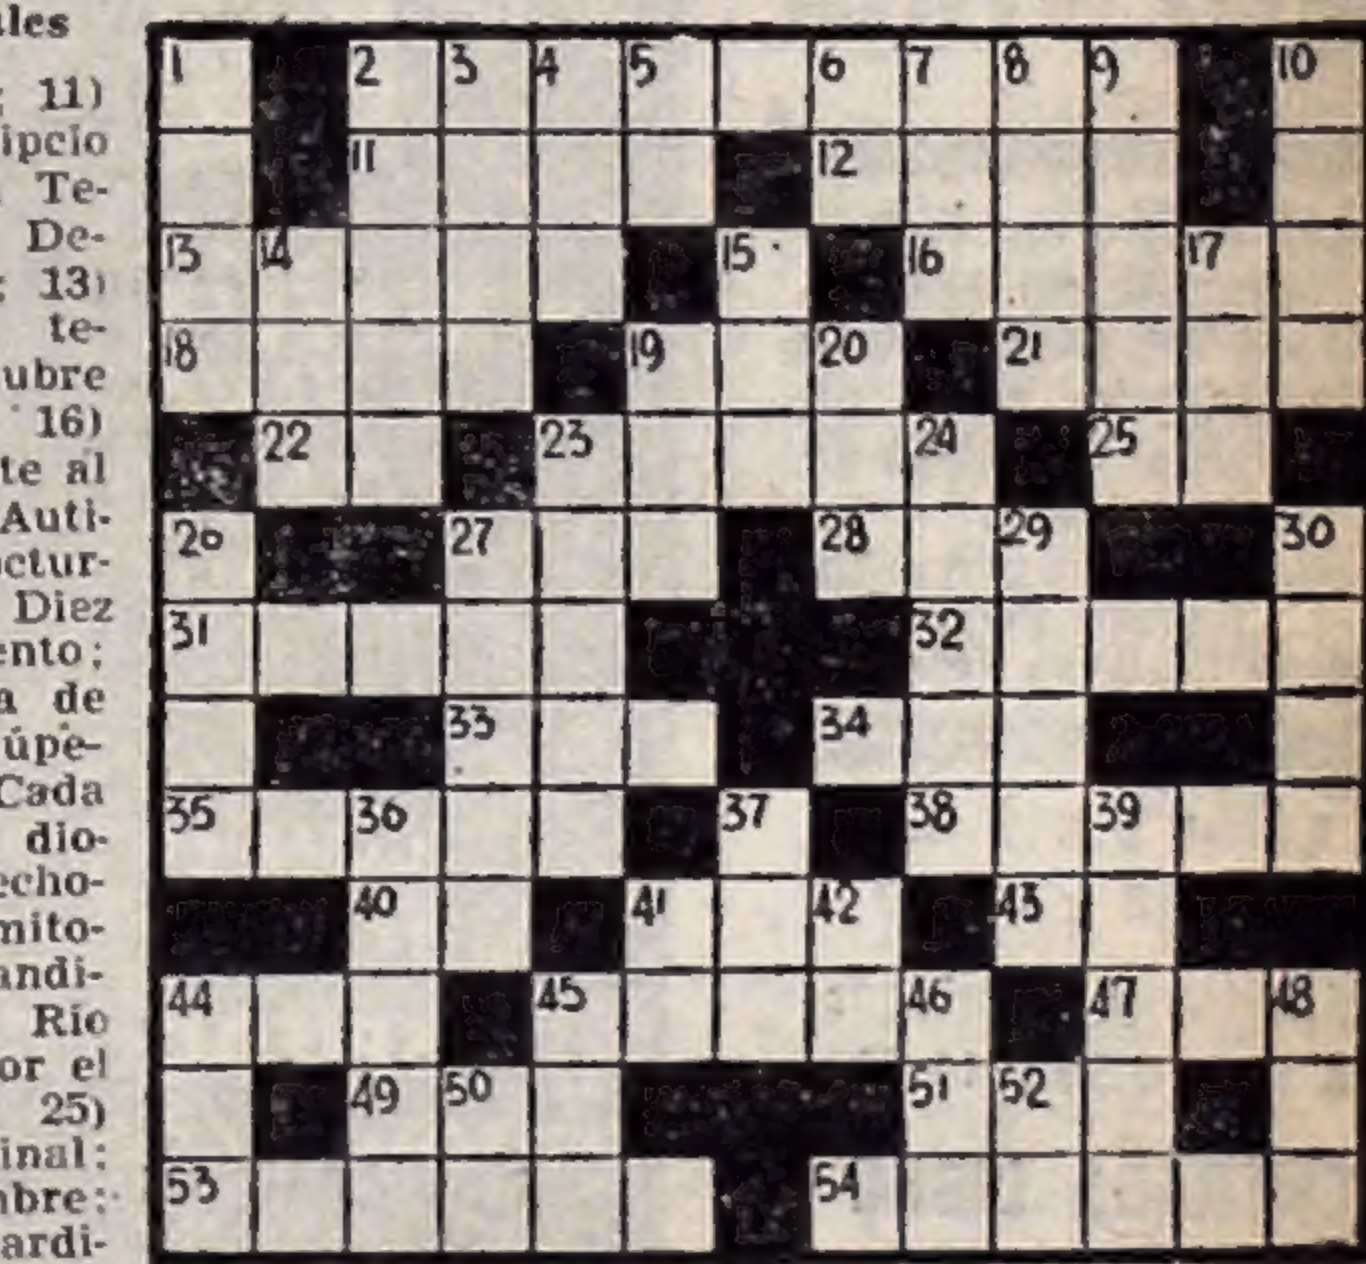 ales
; 11)
ipcio
Te-
De-
; 13)
te-
ubre
16)
te al
Auti-
ctur-
Diez
ento;
a de
úpe-
Cada
dio-
echo-
mito-
andi-
Río
or el
25)
inal;
nbre;
ardi-
1 2 3 4 5 6 7 8 9 10
11 12
13 14 15 16 17
18 19 20 21
22 23 24 25
20 27 28 29 30
31 32
33 34
35 36 37 38 39
40 41 42 43
44 45 46 47 48
49 50 51 52
53 54